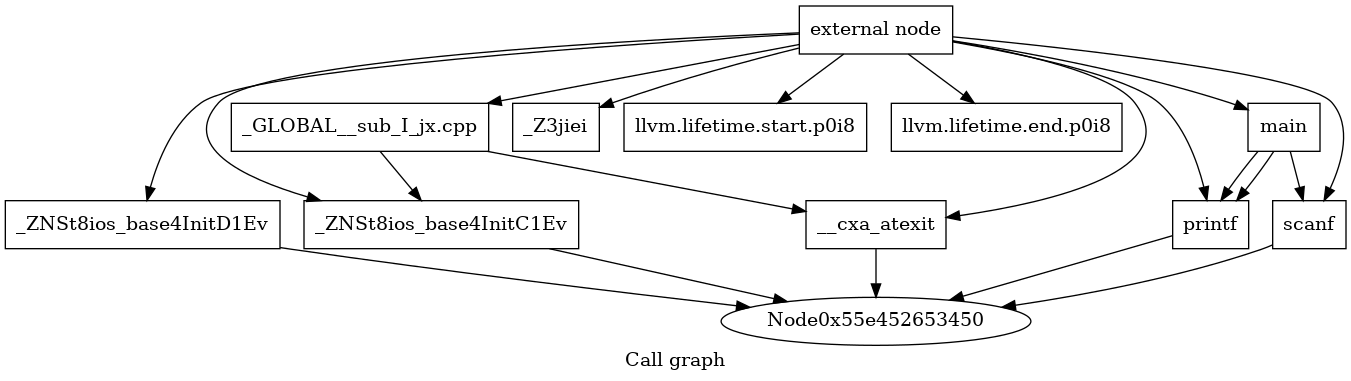 external node
_GLOBAL__sub_I_jx.cpp
_Z3jiei
llvm.lifetime.start.p0i8
llvm.lifetime.end.p0i8
main
_ZNSt8ios_base4InitD1Ev
_ZNSt8ios_base4InitC1Ev
__cxa_atexit
printf
scanf
Node0x55e452653450
Call graph